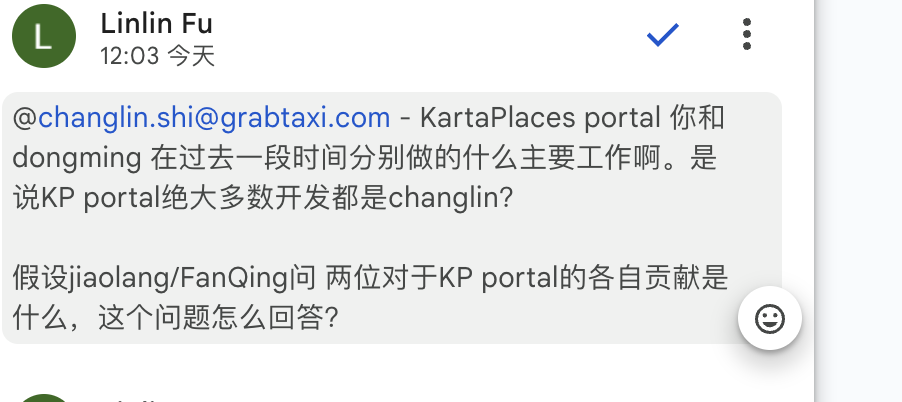 L
Linlin Fu
12:03 今天
@changlin.shi@grabtaxi.com - KartaPlaces portal 你和
dongming 在过去一段时间分别做的什么主要工作啊。是
说KP portal绝大多数开发都是changlin?
假设jiaolang/FanQing问 两位对于KP portal的各自贡献是
什么，这个问题怎么回答?